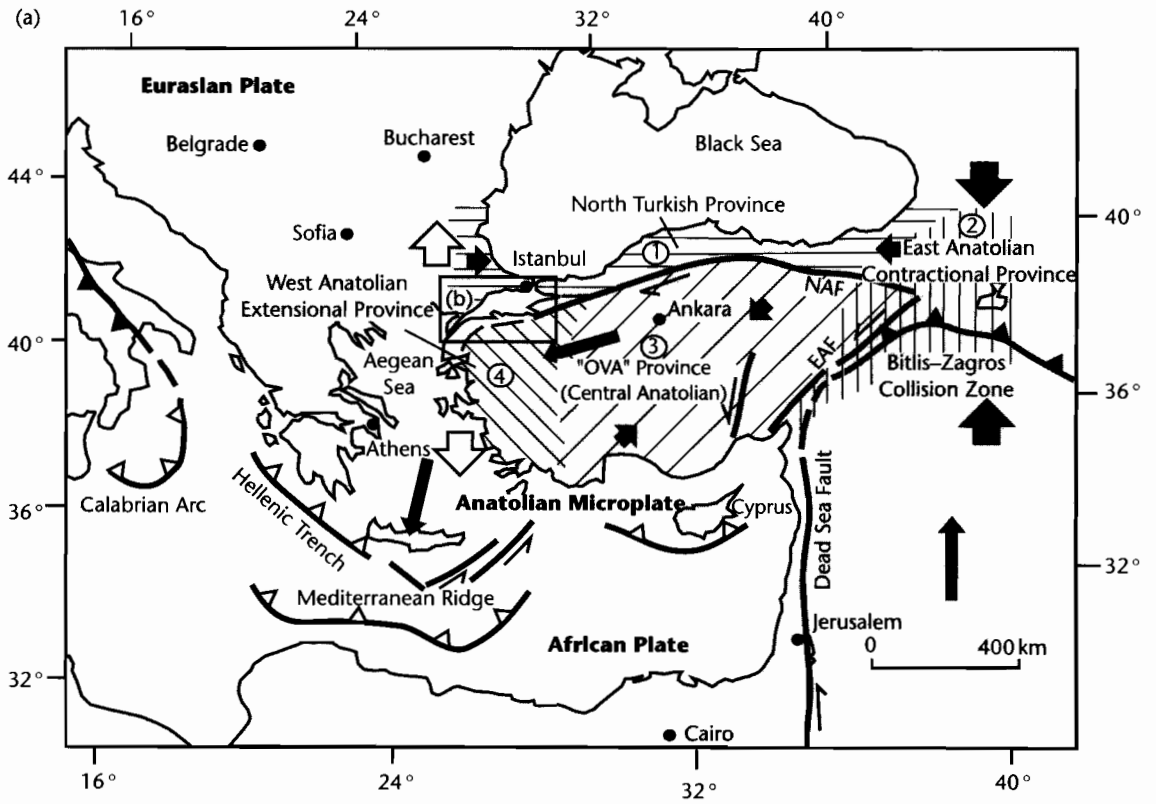 (a)
16°
24°
32°
40°
Eurasian Plate
Belgrade
Bucharest
Black Sea
44°
North Turkish Province
40°
Sofia
2
1
Istanbul
East Anatolian
Contractional Province
West Anatolian
Extensional Province
(b)
NAF
Ankara
40°
Aegean
Sea
3
"OVA" Province
(Central Anatolian)
EAF
Bitlis–Zagros
Collision Zone
4
36°
Athens
Calabrian Arc
Hellenic Trench
36°
Anatolian Microplate
Cyprus
Dead Sea Fault
32°
Mediterranean Ridge
Jerusalem
African Plate
0
400 km
32°
Cairo
16°
24°
32°
40°